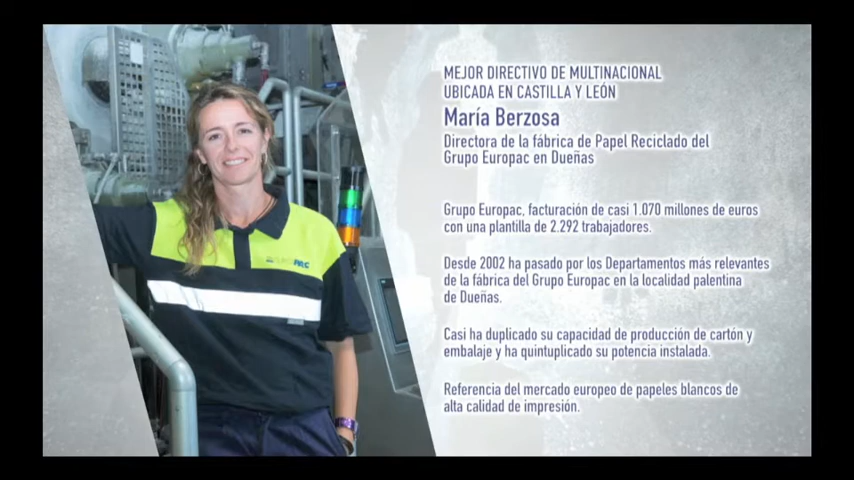 MEJOR DIRECTIVO DE MULTINACIONAL
UBICADA EN CASTILLA Y LEÓN
María Berzosa
Directora de la fábrica de Papel Reciclado del
Grupo Europac en Dueñas
Grupo Europac, facturación de casi 1.070 millones de euros
con una plantilla de 2.292 trabajadores.
Desde 2002 ha pasado por los Departamentos más relevantes
de la fábrica del Grupo Europac en la localidad palentina
de Dueñas.
Casi ha duplicado su capacidad de producción de cartón y
embalaje y ha quintuplicado su potencia instalada.
Referencia del mercado europeo de papeles blancos de
alta calidad de impresión.